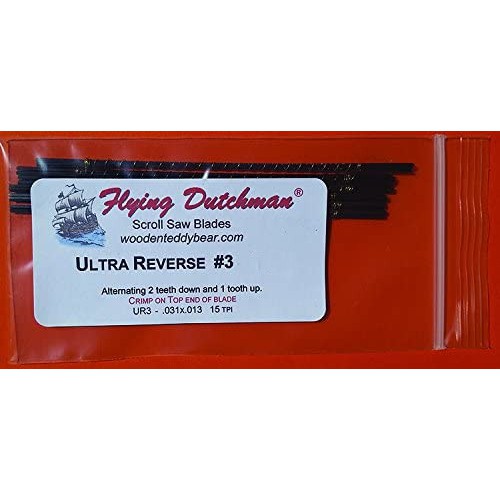 Flying Dutchman®
Scroll Saw Blades
woodenteddybear.com
ULTRA REVERSE #3
Alternating 2 teeth down and 1 tooth up.
CRIMP ON TOP END OF BLADE
UR3 - .031x.013 15 TPI